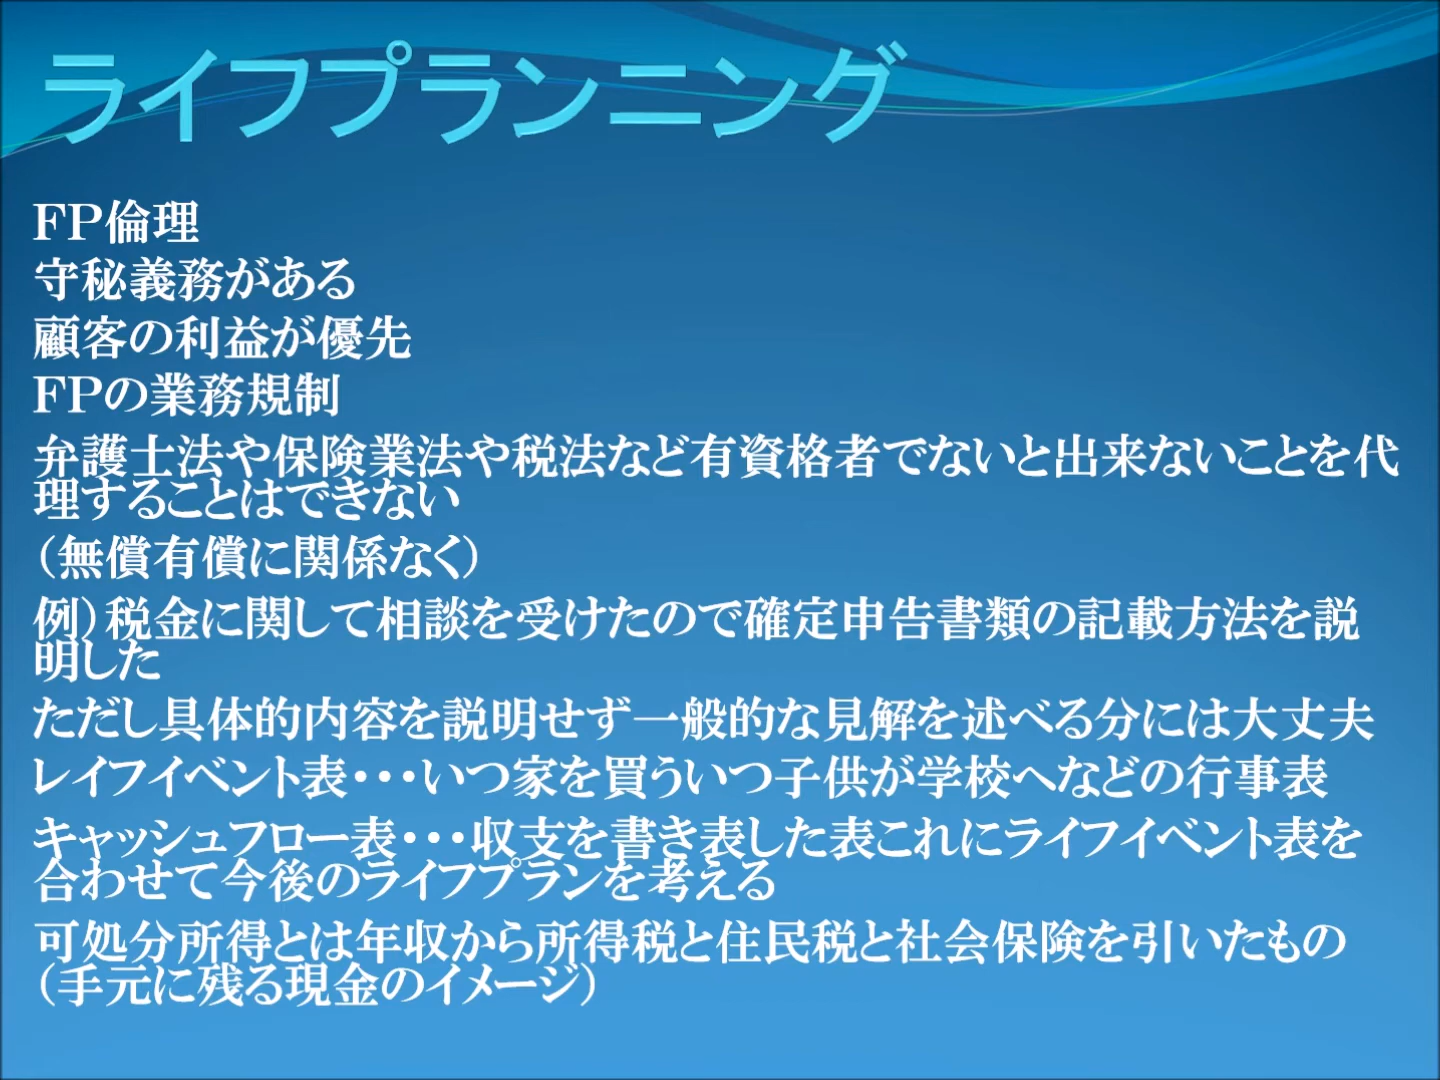 ライフプランニング
ＦＰ倫理
守秘義務がある
顧客の利益が優先
ＦＰの業務規制
弁護士法や保険業法や税法など有資格者でないと出来ないことを代
理することはできない
（無償有償に関係なく）
例）税金に関して相談を受けたので確定申告書類の記載方法を説
明した
ただし具体的内容を説明せず一般的な見解を述べる分には大丈夫
レイフイベント表・・・いつ家を買ういつ子供が学校へなどの行事表
キャッシュフロー表・・・収支を書き表した表これにライフイベント表を
合わせて今後のライフプランを考える
可処分所得とは年収から所得税と住民税と社会保険を引いたもの
（手元に残る現金のイメージ）